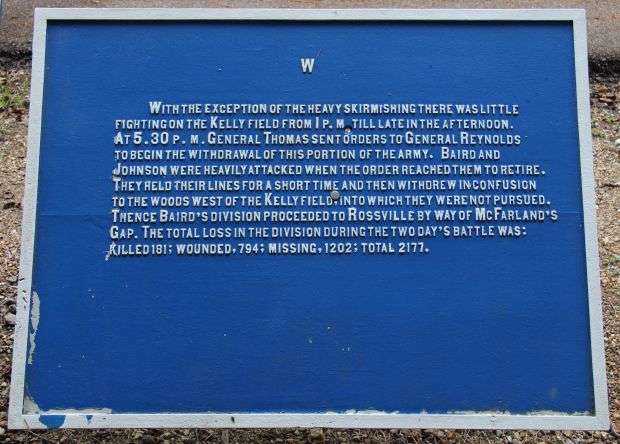 W
WITH THE EXCEPTION OF THE HEAVY SKIRMISHING THERE WAS LITTLE
FIGHTING ON THE KELLY FIELD FROM 1 P. M. TILL LATE IN THE AFTERNOON.
AT 5.30 P. M. GENERAL THOMAS SENT ORDERS TO GENERAL REYNOLDS
TO BEGIN THE WITHDRAWAL OF THIS PORTION OF THE ARMY. BAIRD AND
JOHNSON WERE HEAVILY ATTACKED WHEN THE ORDER REACHED THEM TO RETIRE.
THEY HELD THEIR LINES FOR A SHORT TIME AND THEN WITHDREW IN CONFUSION
TO THE WOODS WEST OF THE KELLY FIELD, INTO WHICH THEY WERE NOT PURSUED.
THENCE BAIRD'S DIVISION PROCEEDED TO ROSSVILLE BY WAY OF MCFARLAND'S
GAP. THE TOTAL LOSS IN THE DIVISION DURING THE TWO DAY'S BATTLE WAS:
KILLED 181; WOUNDED, 794; MISSING, 1202; TOTAL 2177.